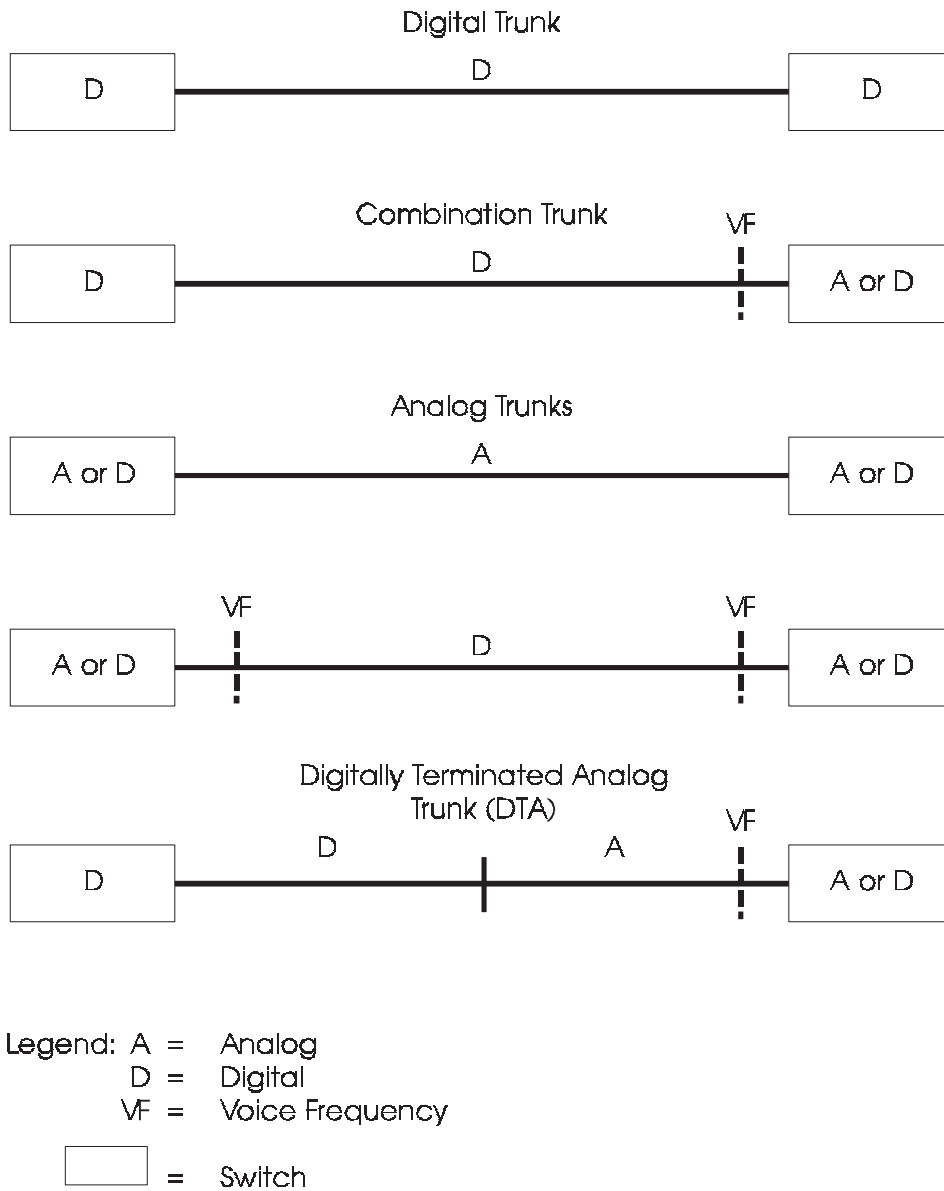 Digital Trunk
D D D
Combination Trunk
VF
D D A or D
Analog Trunks
A or D A A or D
VF VF
A or D D A or D
Digitally Terminated Analog
Trunk (DTA)
VF
D A
D A or D
Legend: A = Analog
D = Digital
VF = Voice Frequency
= Switch